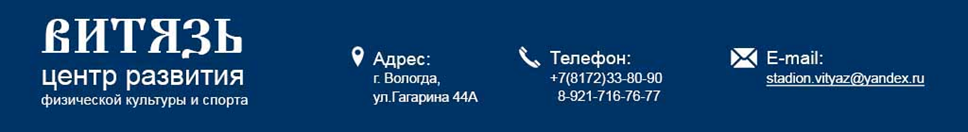 ВИТЯЗЬ
центр развития
физической культуры и спорта
Адрес:
г. Вологда,
ул.Гагарина 44А
Телефон:
+7(8172)33-80-90
8-921-716-76-77
E-mail:
stadion.vityaz@yandex.ru